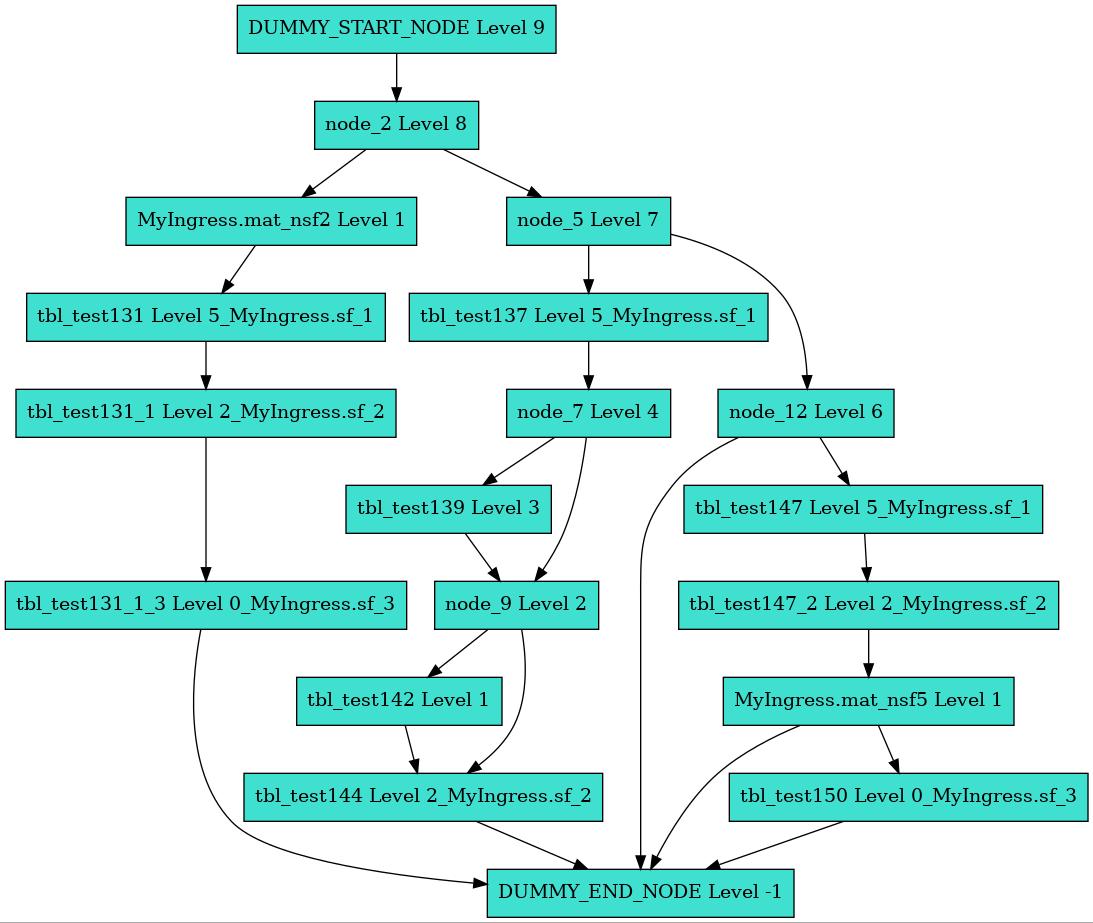 DUMMY_START_NODE Level 9
node_2 Level 8
MyIngress.mat_nsf2 Level 1
node_5 Level 7
tbl_test131 Level 5_MyIngress.sf_1
tbl_test137 Level 5_MyIngress.sf_1
tbl_test131_1 Level 2_MyIngress.sf_2
node_7 Level 4
node_12 Level 6
tbl_test139 Level 3
tbl_test147 Level 5_MyIngress.sf_1
tbl_test131_1_3 Level 0_MyIngress.sf_3
node_9 Level 2
tbl_test147_2 Level 2_MyIngress.sf_2
tbl_test142 Level 1
MyIngress.mat_nsf5 Level 1
tbl_test144 Level 2_MyIngress.sf_2
tbl_test150 Level 0_MyIngress.sf_3
DUMMY_END_NODE Level -1